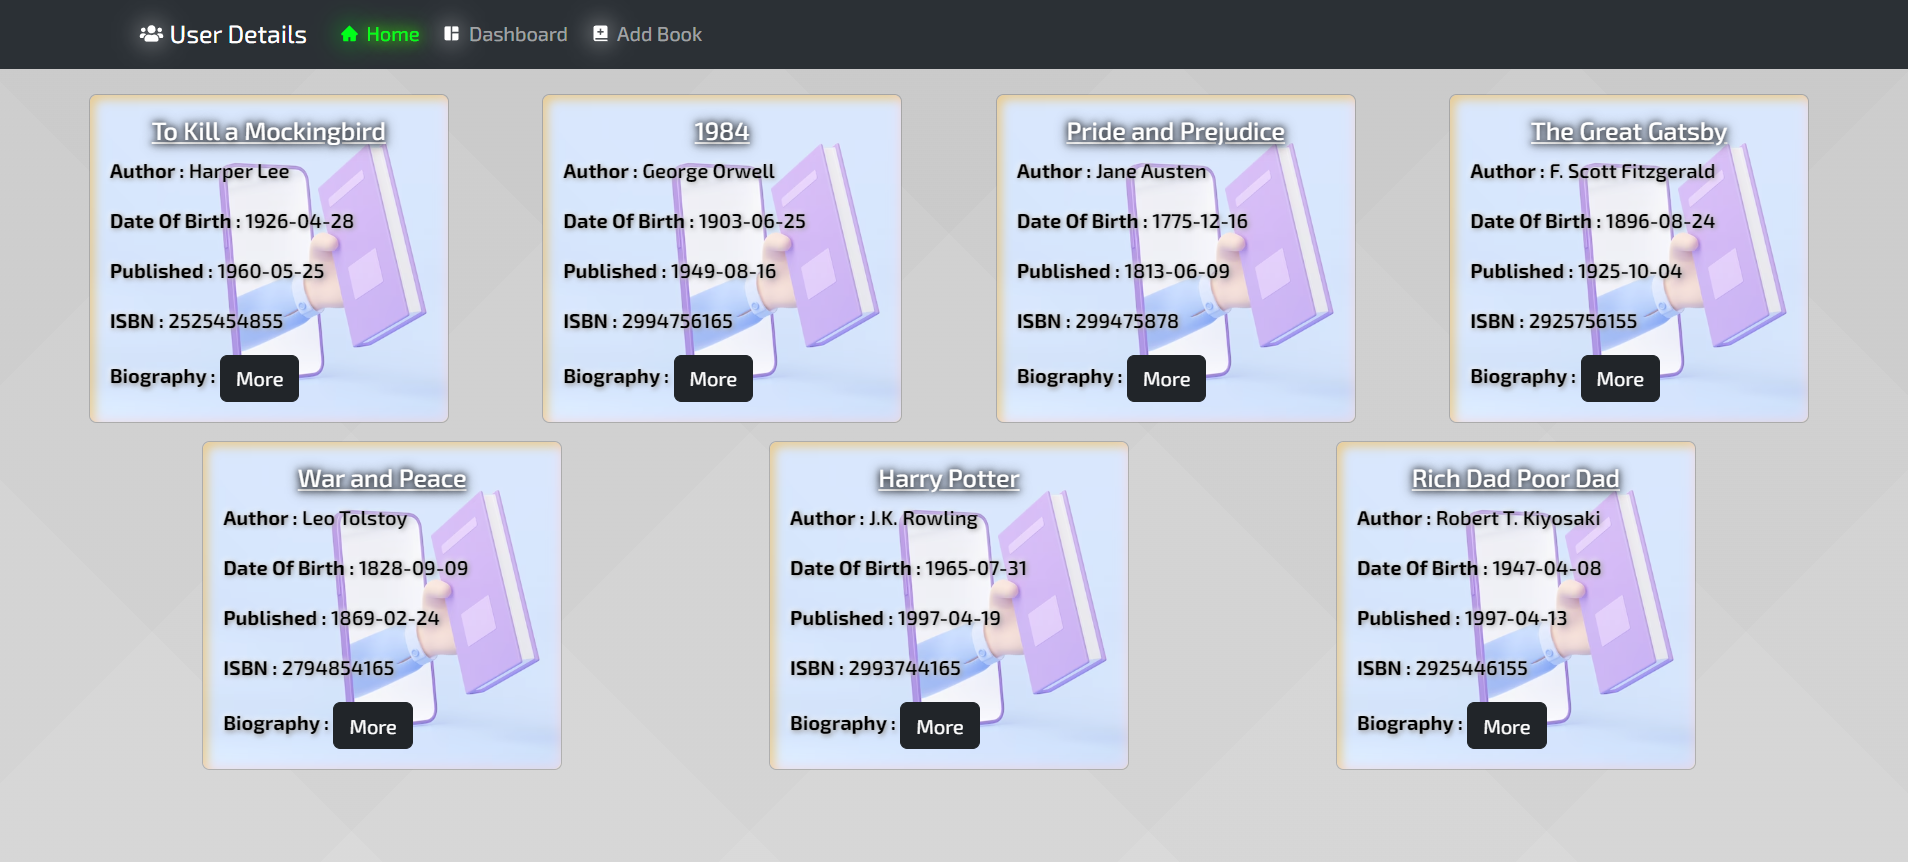 User Details Home Dashboard Add Book
To Kill a Mockingbird
Author : Harper Lee
Date Of Birth : 1926-04-28
Published : 1960-05-25
ISBN : 2525454855
Biography : More
1984
Author : George Orwell
Date Of Birth : 1903-06-25
Published : 1949-08-16
ISBN : 2994756165
Biography : More
Pride and Prejudice
Author : Jane Austen
Date Of Birth : 1775-12-16
Published : 1813-06-09
ISBN : 299475878
Biography : More
The Great Gatsby
Author : F. Scott Fitzgerald
Date Of Birth : 1896-08-24
Published : 1925-10-04
ISBN : 2925756155
Biography : More
War and Peace
Author : Leo Tolstoy
Date Of Birth : 1828-09-09
Published : 1869-02-24
ISBN : 2794854165
Biography : More
Harry Potter
Author : J.K. Rowling
Date Of Birth : 1965-07-31
Published : 1997-04-19
ISBN : 2993744165
Biography : More
Rich Dad Poor Dad
Author : Robert T. Kiyosaki
Date Of Birth : 1947-04-08
Published : 1997-04-13
ISBN : 2925446155
Biography : More